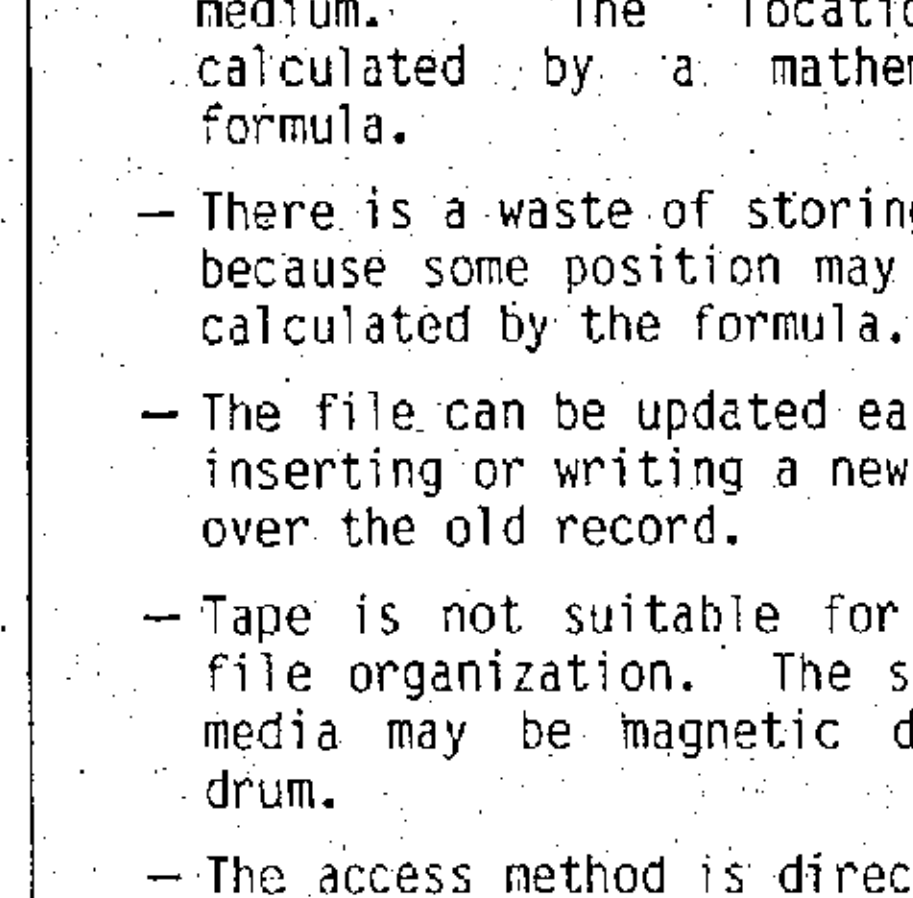 medium. The locatio
calculated by a mathem
formula.
— There is a waste of storing
because some position may
calculated by the formula.
— The file can be updated ea
inserting or writing a new
over the old record.
— Tape is not suitable for
file organization. The s
media may be magnetic d
drum.
— The access method is direc